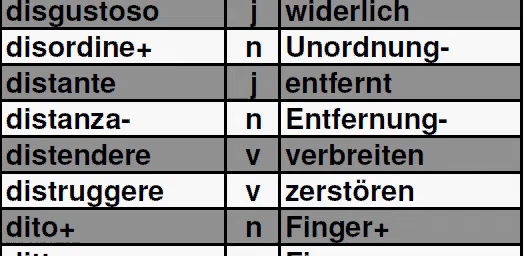 disgustoso j widerlich
disordine+ n Unordnung-
distante j entfernt
distanza- n Entfernung-
distendere v verbreiten
distruggere v zerstören
dito+ n Finger+